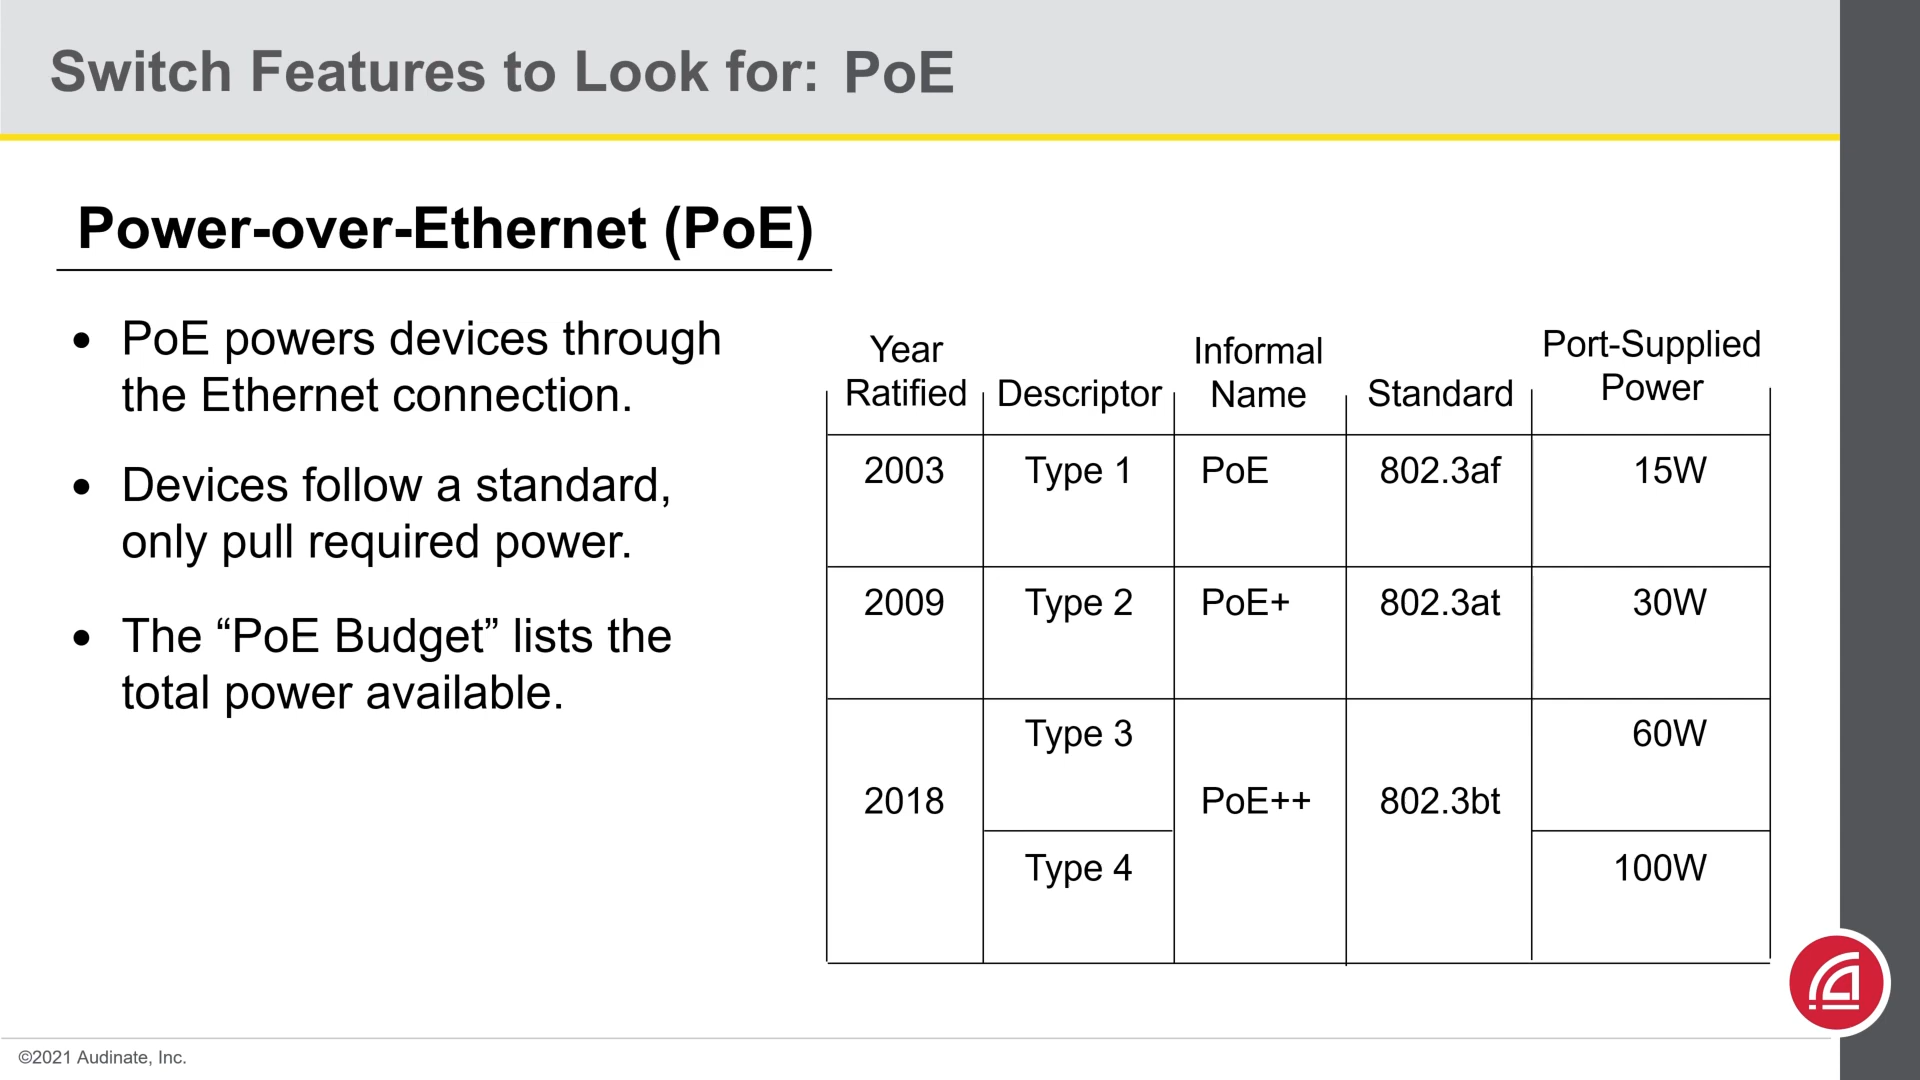 Switch Features to Look for: PoE
Power-over-Ethernet (PoE)
• PoE powers devices through
the Ethernet connection.
• Devices follow a standard,
only pull required power.
• The “PoE Budget” lists the
total power available.
Year Ratified Descriptor Informal Name Standard Port-Supplied Power
2003 Type 1 PoE 802.3af 15W
2009 Type 2 PoE+ 802.3at 30W
Type 3 60W
2018 PoE++ 802.3bt
Type 4 100W
©2021 Audinate, Inc.